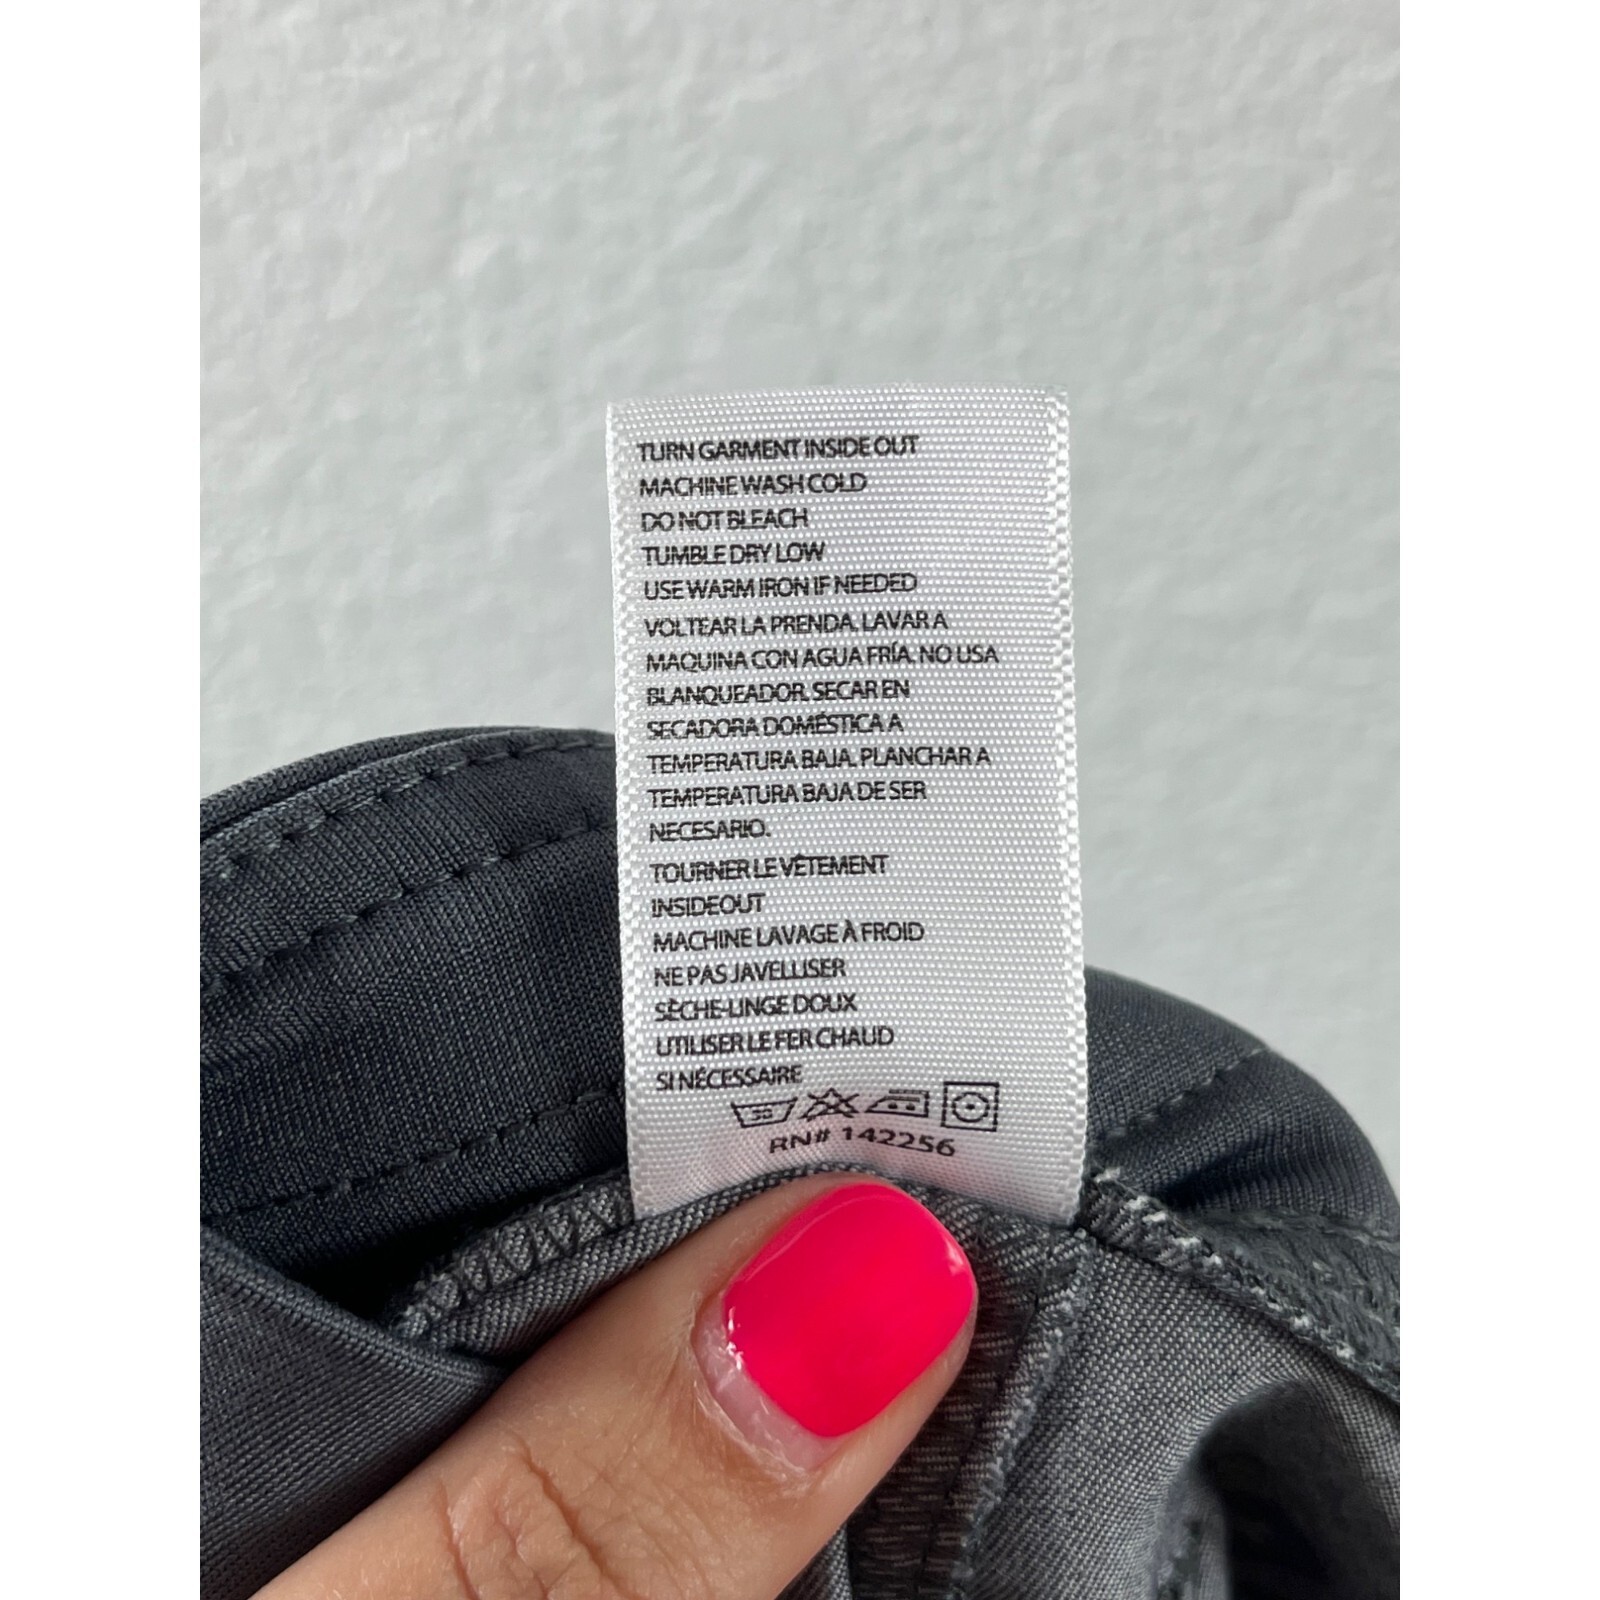 TURN GARMENT INSIDE OUT
MACHINE WASH COLD
DO NOT BLEACH
TUMBLE DRY LOW
USE WARM IRON IF NEEDED
VOLTEAR LA PRENDA. LAVAR A
MAQUINA CON AGUA FRÍA. NO USA
BLANQUEADOR. SECAR EN
SECADORA DOMÉSTICA A
TEMPERATURA BAJA. PLANCHAR A
TEMPERATURA BAJA DE SER
NECESARIO.
TOURNER LE VÊTEMENT
INSIDEOUT
MACHINE LAVAGE À FROID
NE PAS JAVELLISER
SÈCHE-LINGE DOUX
UTILISER LE FER CHAUD
SI NÉCESSAIRE
30
RN# 142256